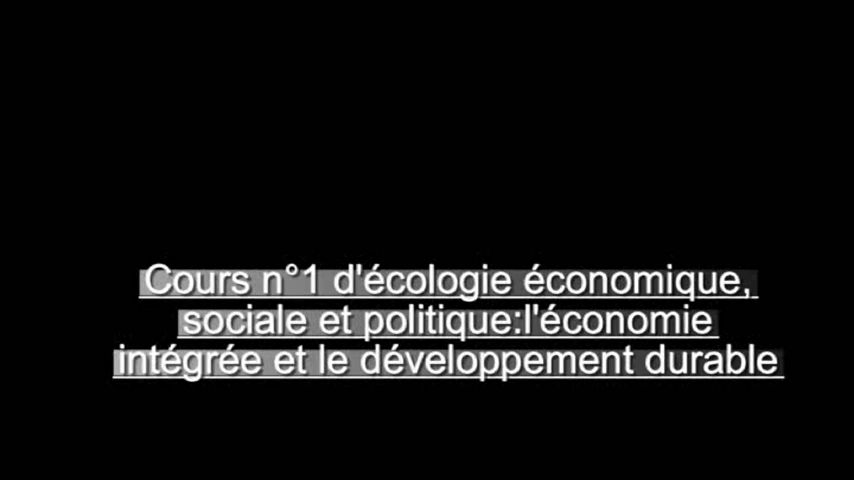 Cours n°1 d'écologie économique,
sociale et politique:l'économie
intégrée et le développement durable